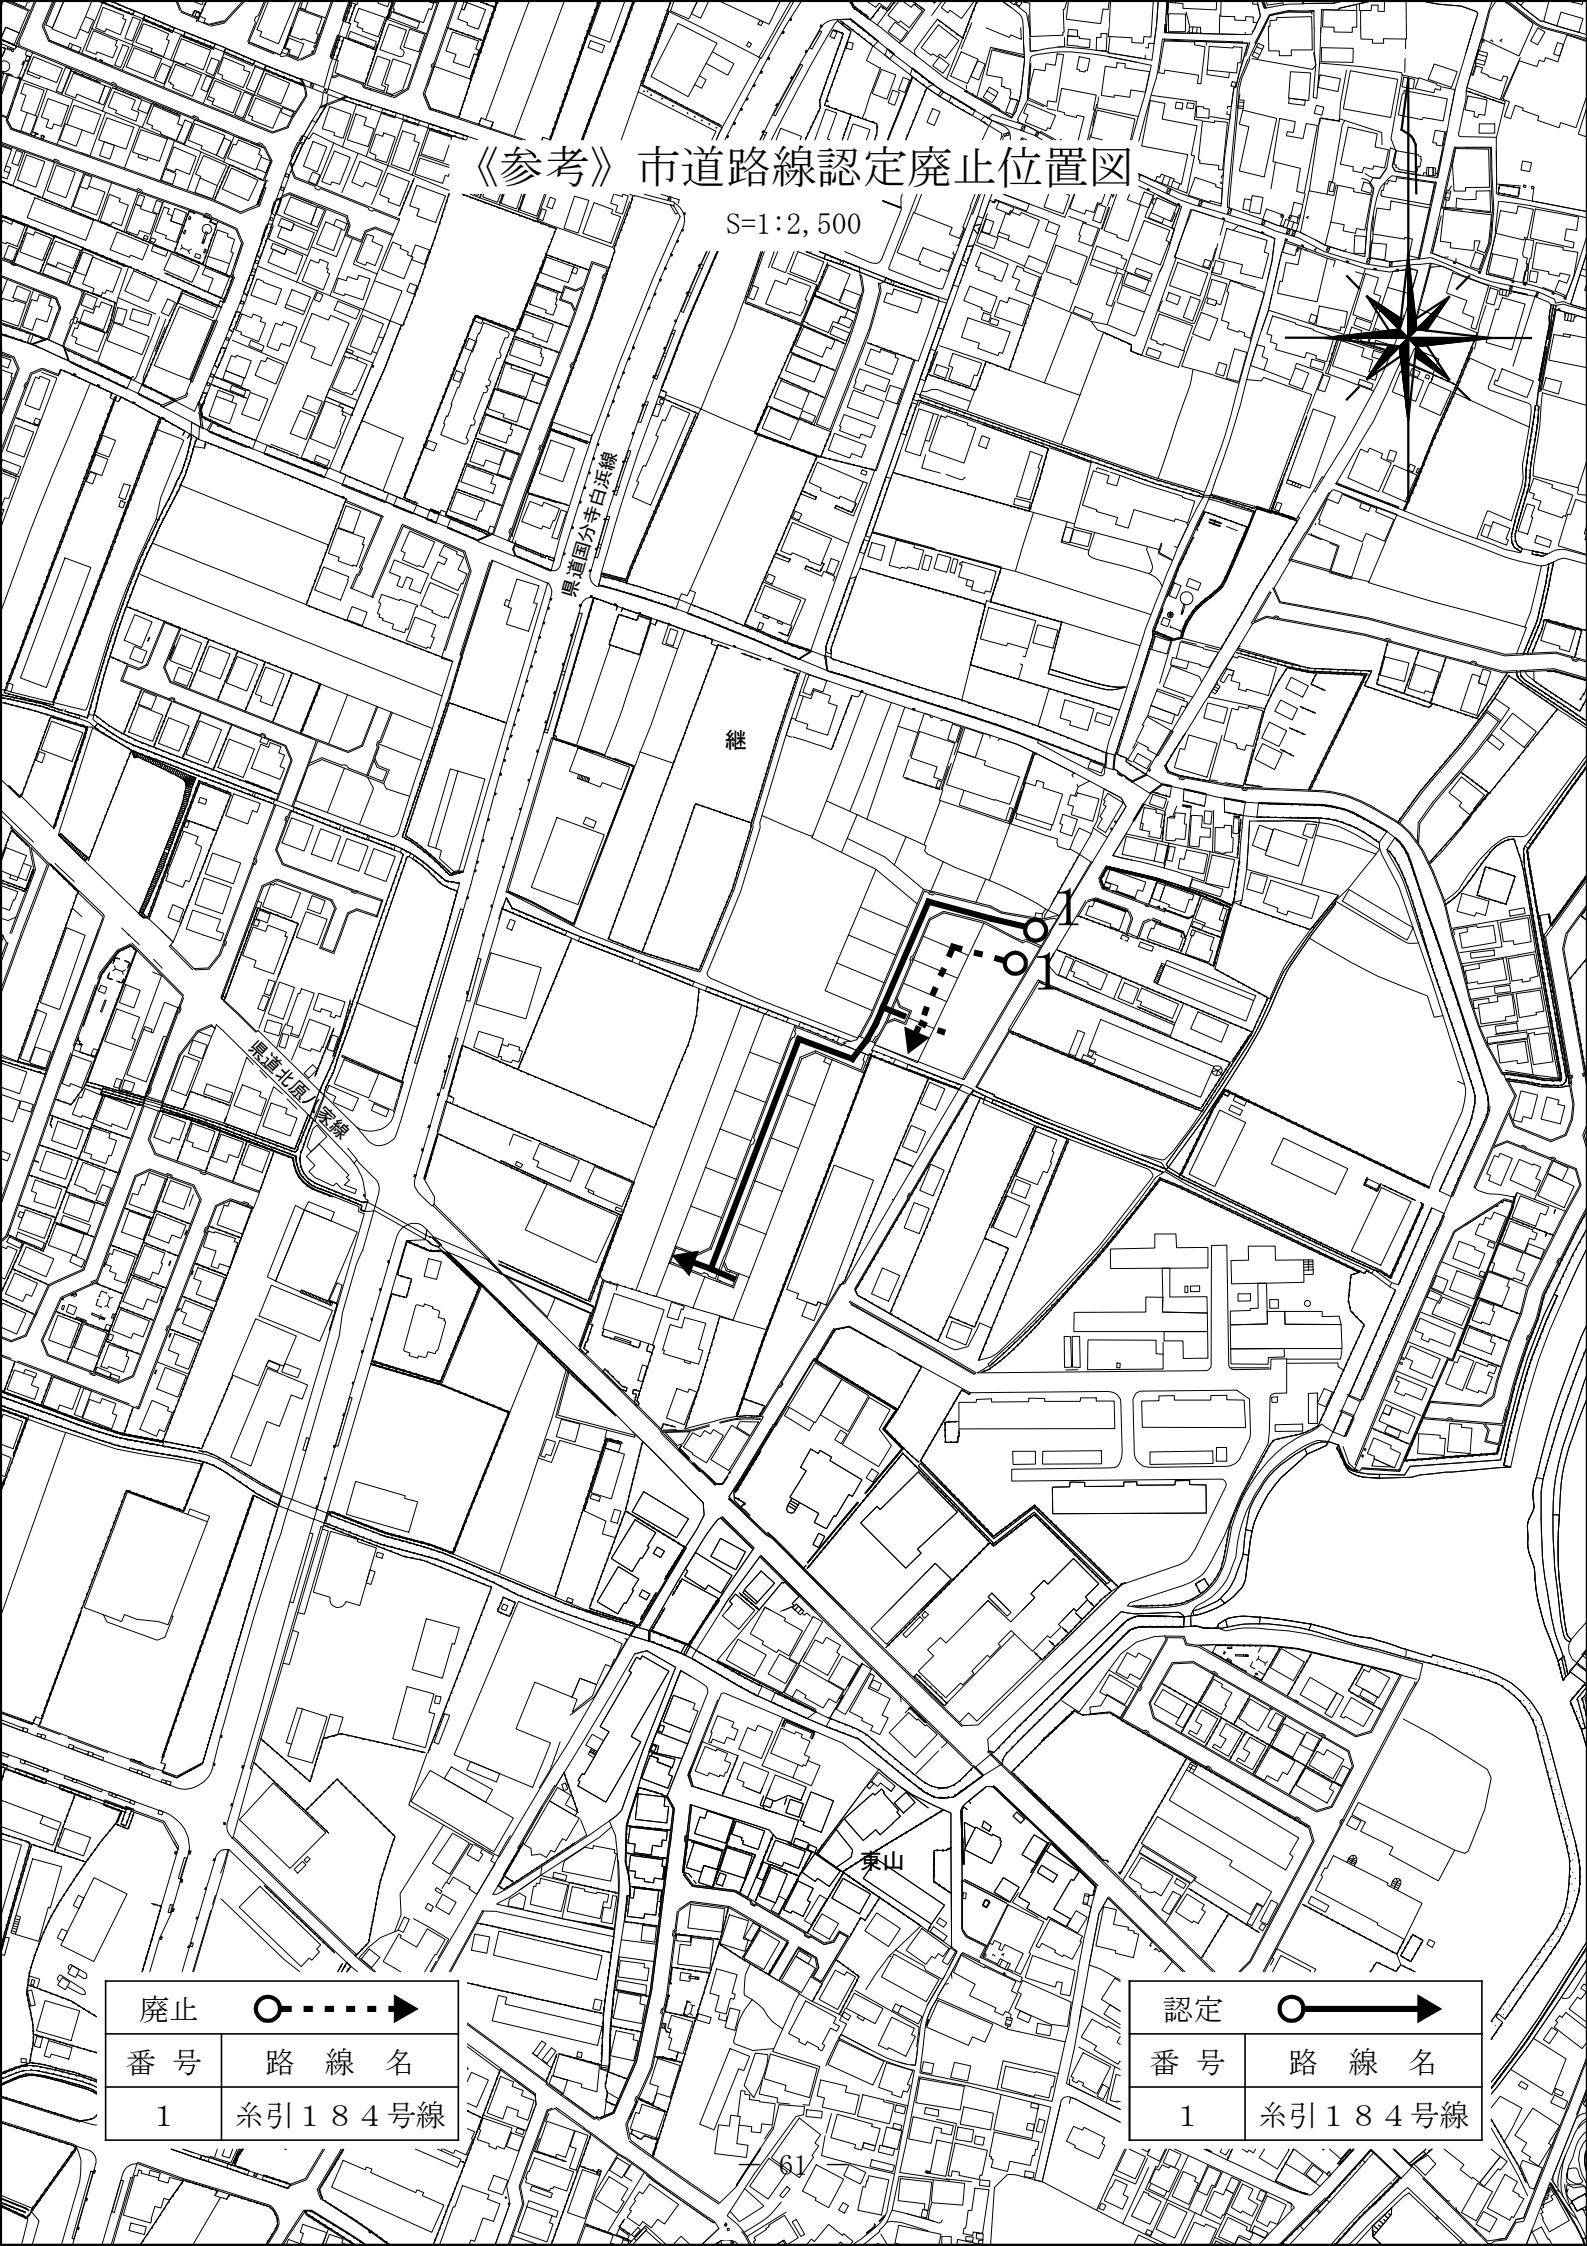 《参考》市道路線認定廃止位置図
S=1:2,500
県道国分寺白浜線
継
1
1
県道北原八家線
東山
廃止
番号 路線名
1 糸引１８４号線
認定
番号 路線名
1 糸引１８４号線
－ 61 －